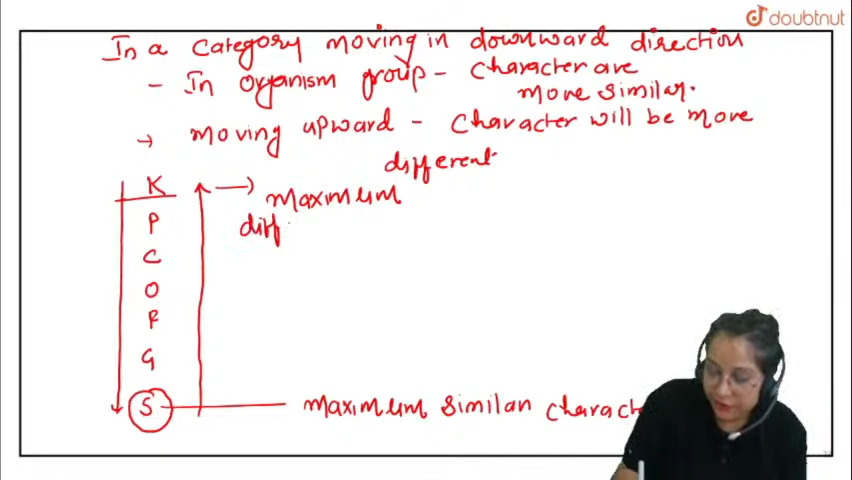 doubtnut
In a category moving in downward direction
- In organism group - character are
more similar.
→ moving upward - character will be more
different
K → maximum
diff
P
C
O
F
G
S maximum similar charact